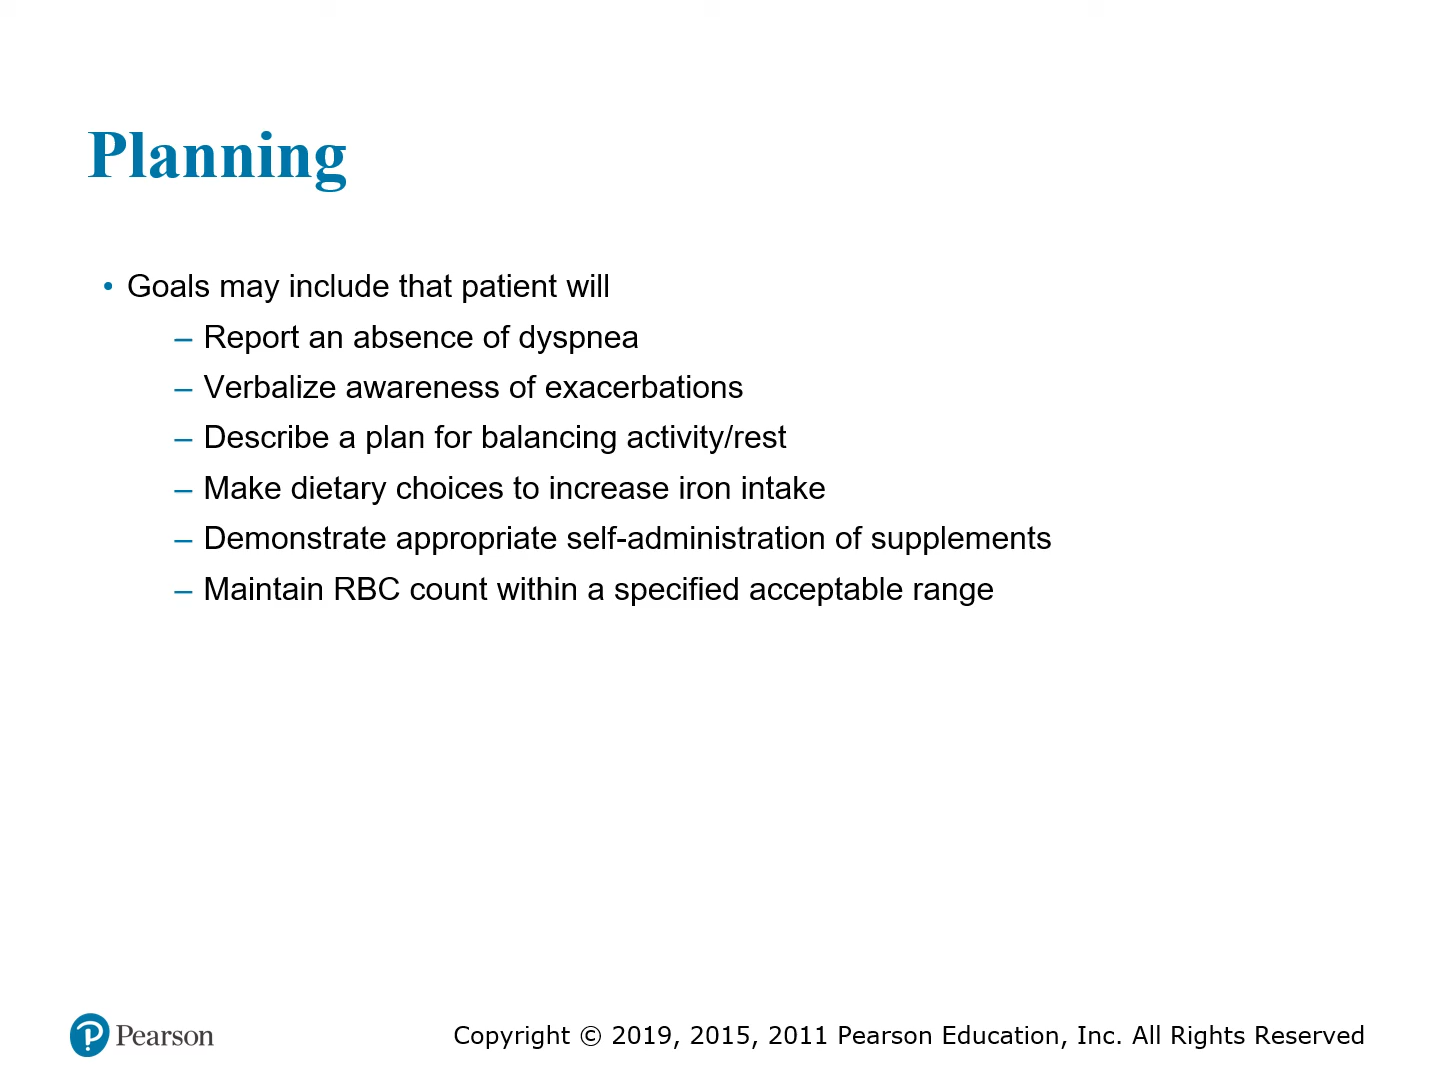 Planning
• Goals may include that patient will
– Report an absence of dyspnea
– Verbalize awareness of exacerbations
– Describe a plan for balancing activity/rest
– Make dietary choices to increase iron intake
– Demonstrate appropriate self-administration of supplements
– Maintain RBC count within a specified acceptable range
Pearson
Copyright © 2019, 2015, 2011 Pearson Education, Inc. All Rights Reserved